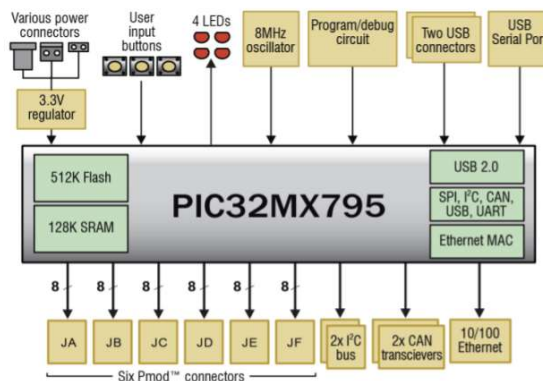 Various power
connectors
User
input
buttons
4 LEDs
8MHz
oscillator
Program/debug
circuit
Two USB
connectors
USB
Serial Port
3.3V
regulator
512K Flash
128K SRAM
PIC32MX795
USB 2.0
SPI, I²C, CAN,
USB, UART
Ethernet MAC
8 8 8 8 8 8
JA JB JC JD JE JF
2x I²C
bus
2x CAN
transcievers
10/100
Ethernet
Six Pmod™ connectors